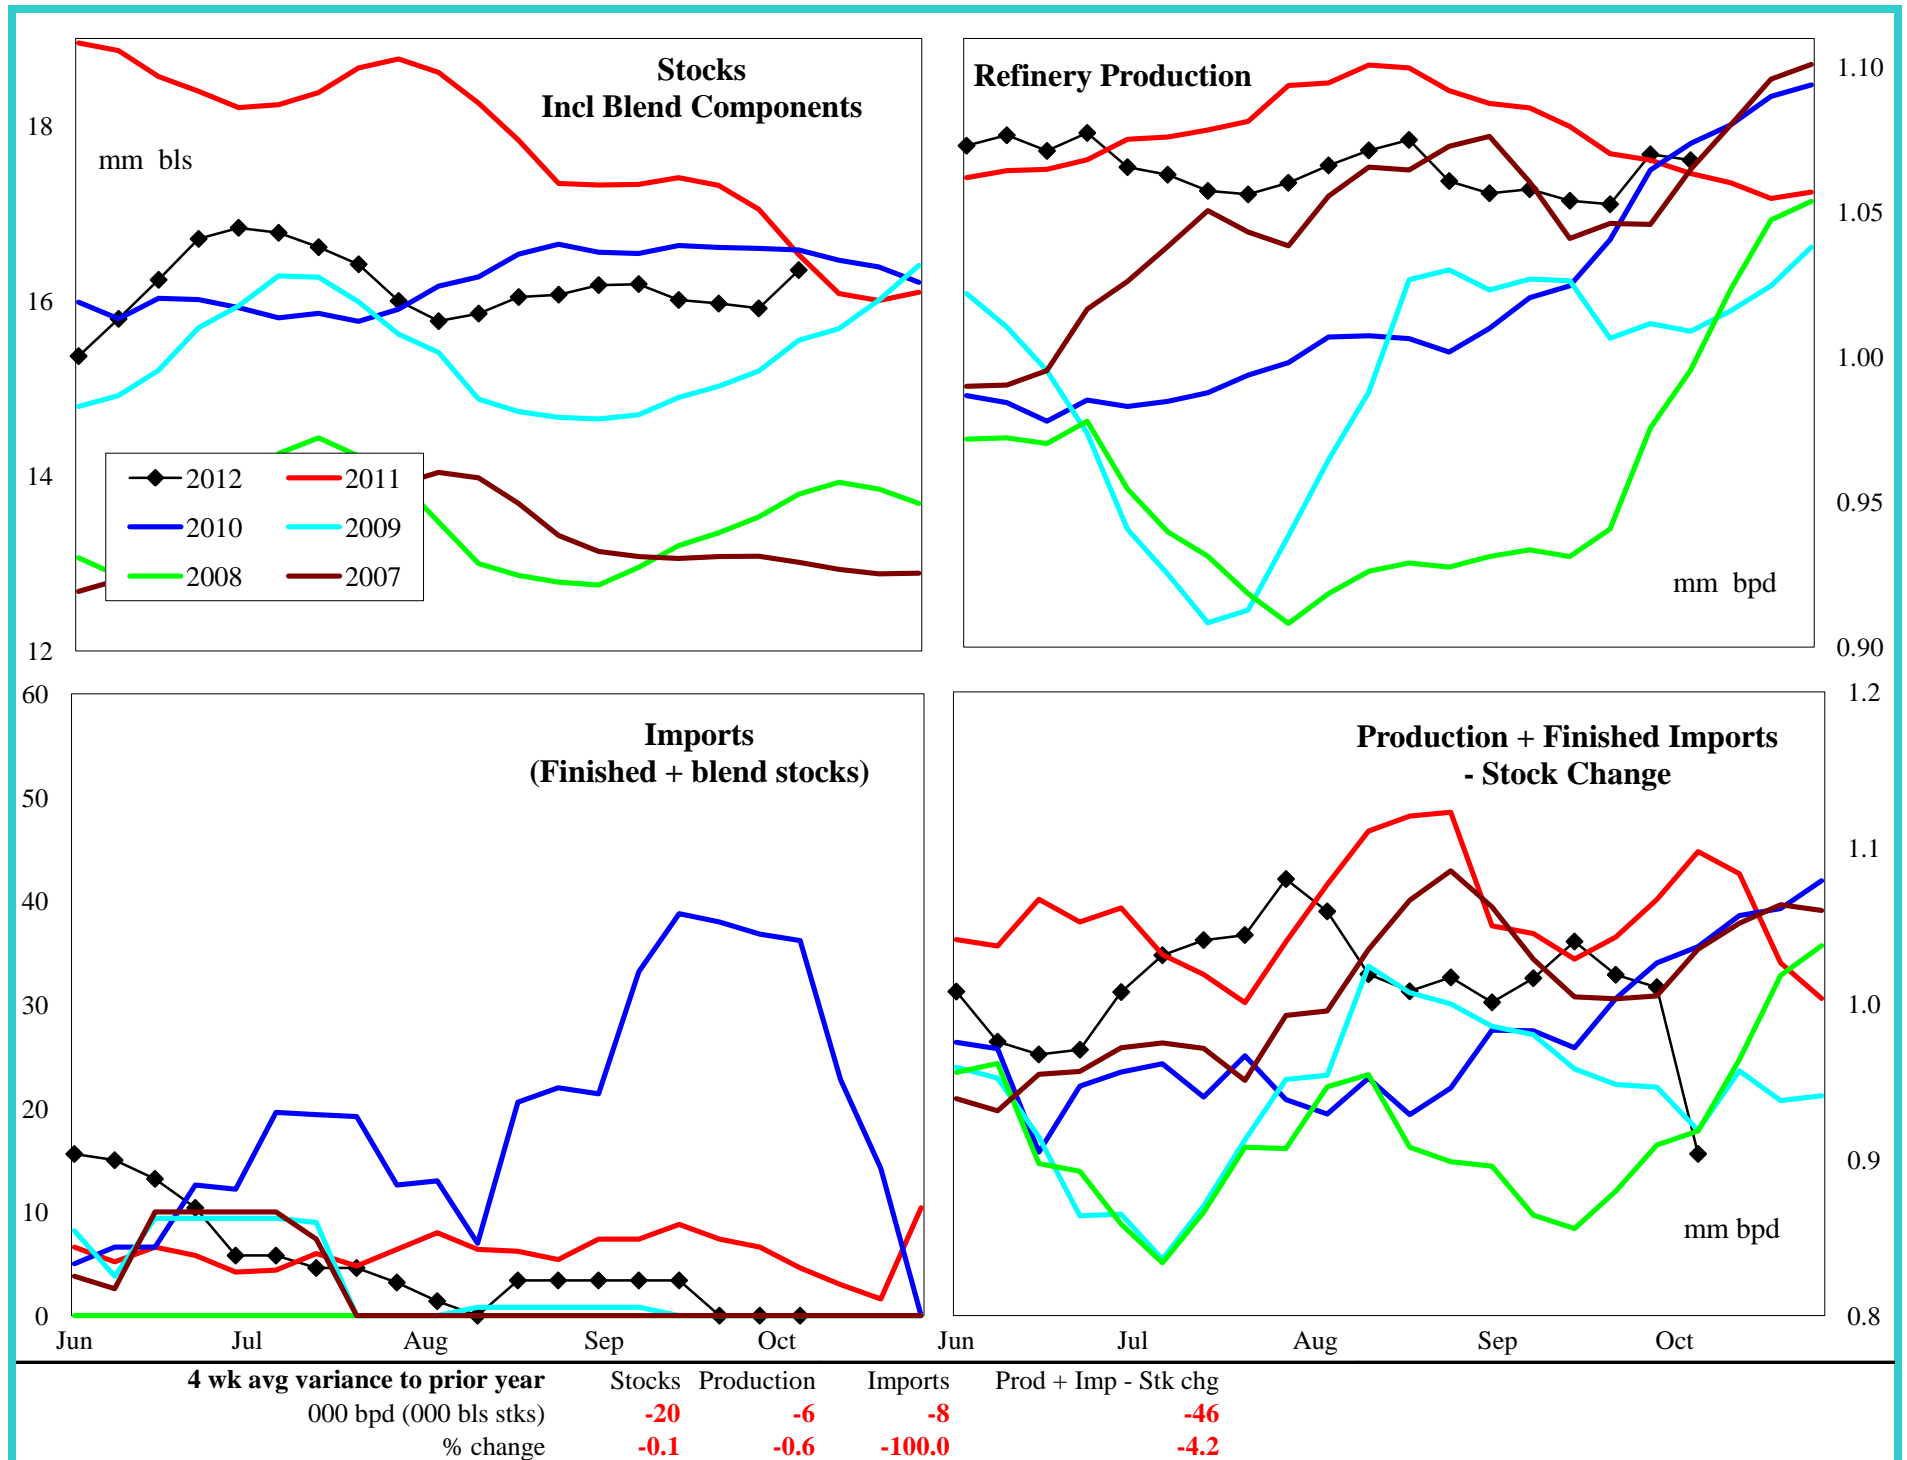 Stocks
Incl Blend Components
mm bls
18
16
14
12
2012 2011
2010 2009
2008 2007
Refinery Production
1.10
1.05
1.00
0.95
0.90
mm bpd
Imports
(Finished + blend stocks)
60
50
40
30
20
10
0
Jun Jul Aug Sep Oct
Production + Finished Imports
- Stock Change
1.2
1.1
1.0
0.9
0.8
mm bpd
Jun Jul Aug Sep Oct
4 wk avg variance to prior year Stocks Production Imports Prod + Imp - Stk chg
000 bpd (000 bls stks) -20 -6 -8 -46
% change -0.1 -0.6 -100.0 -4.2